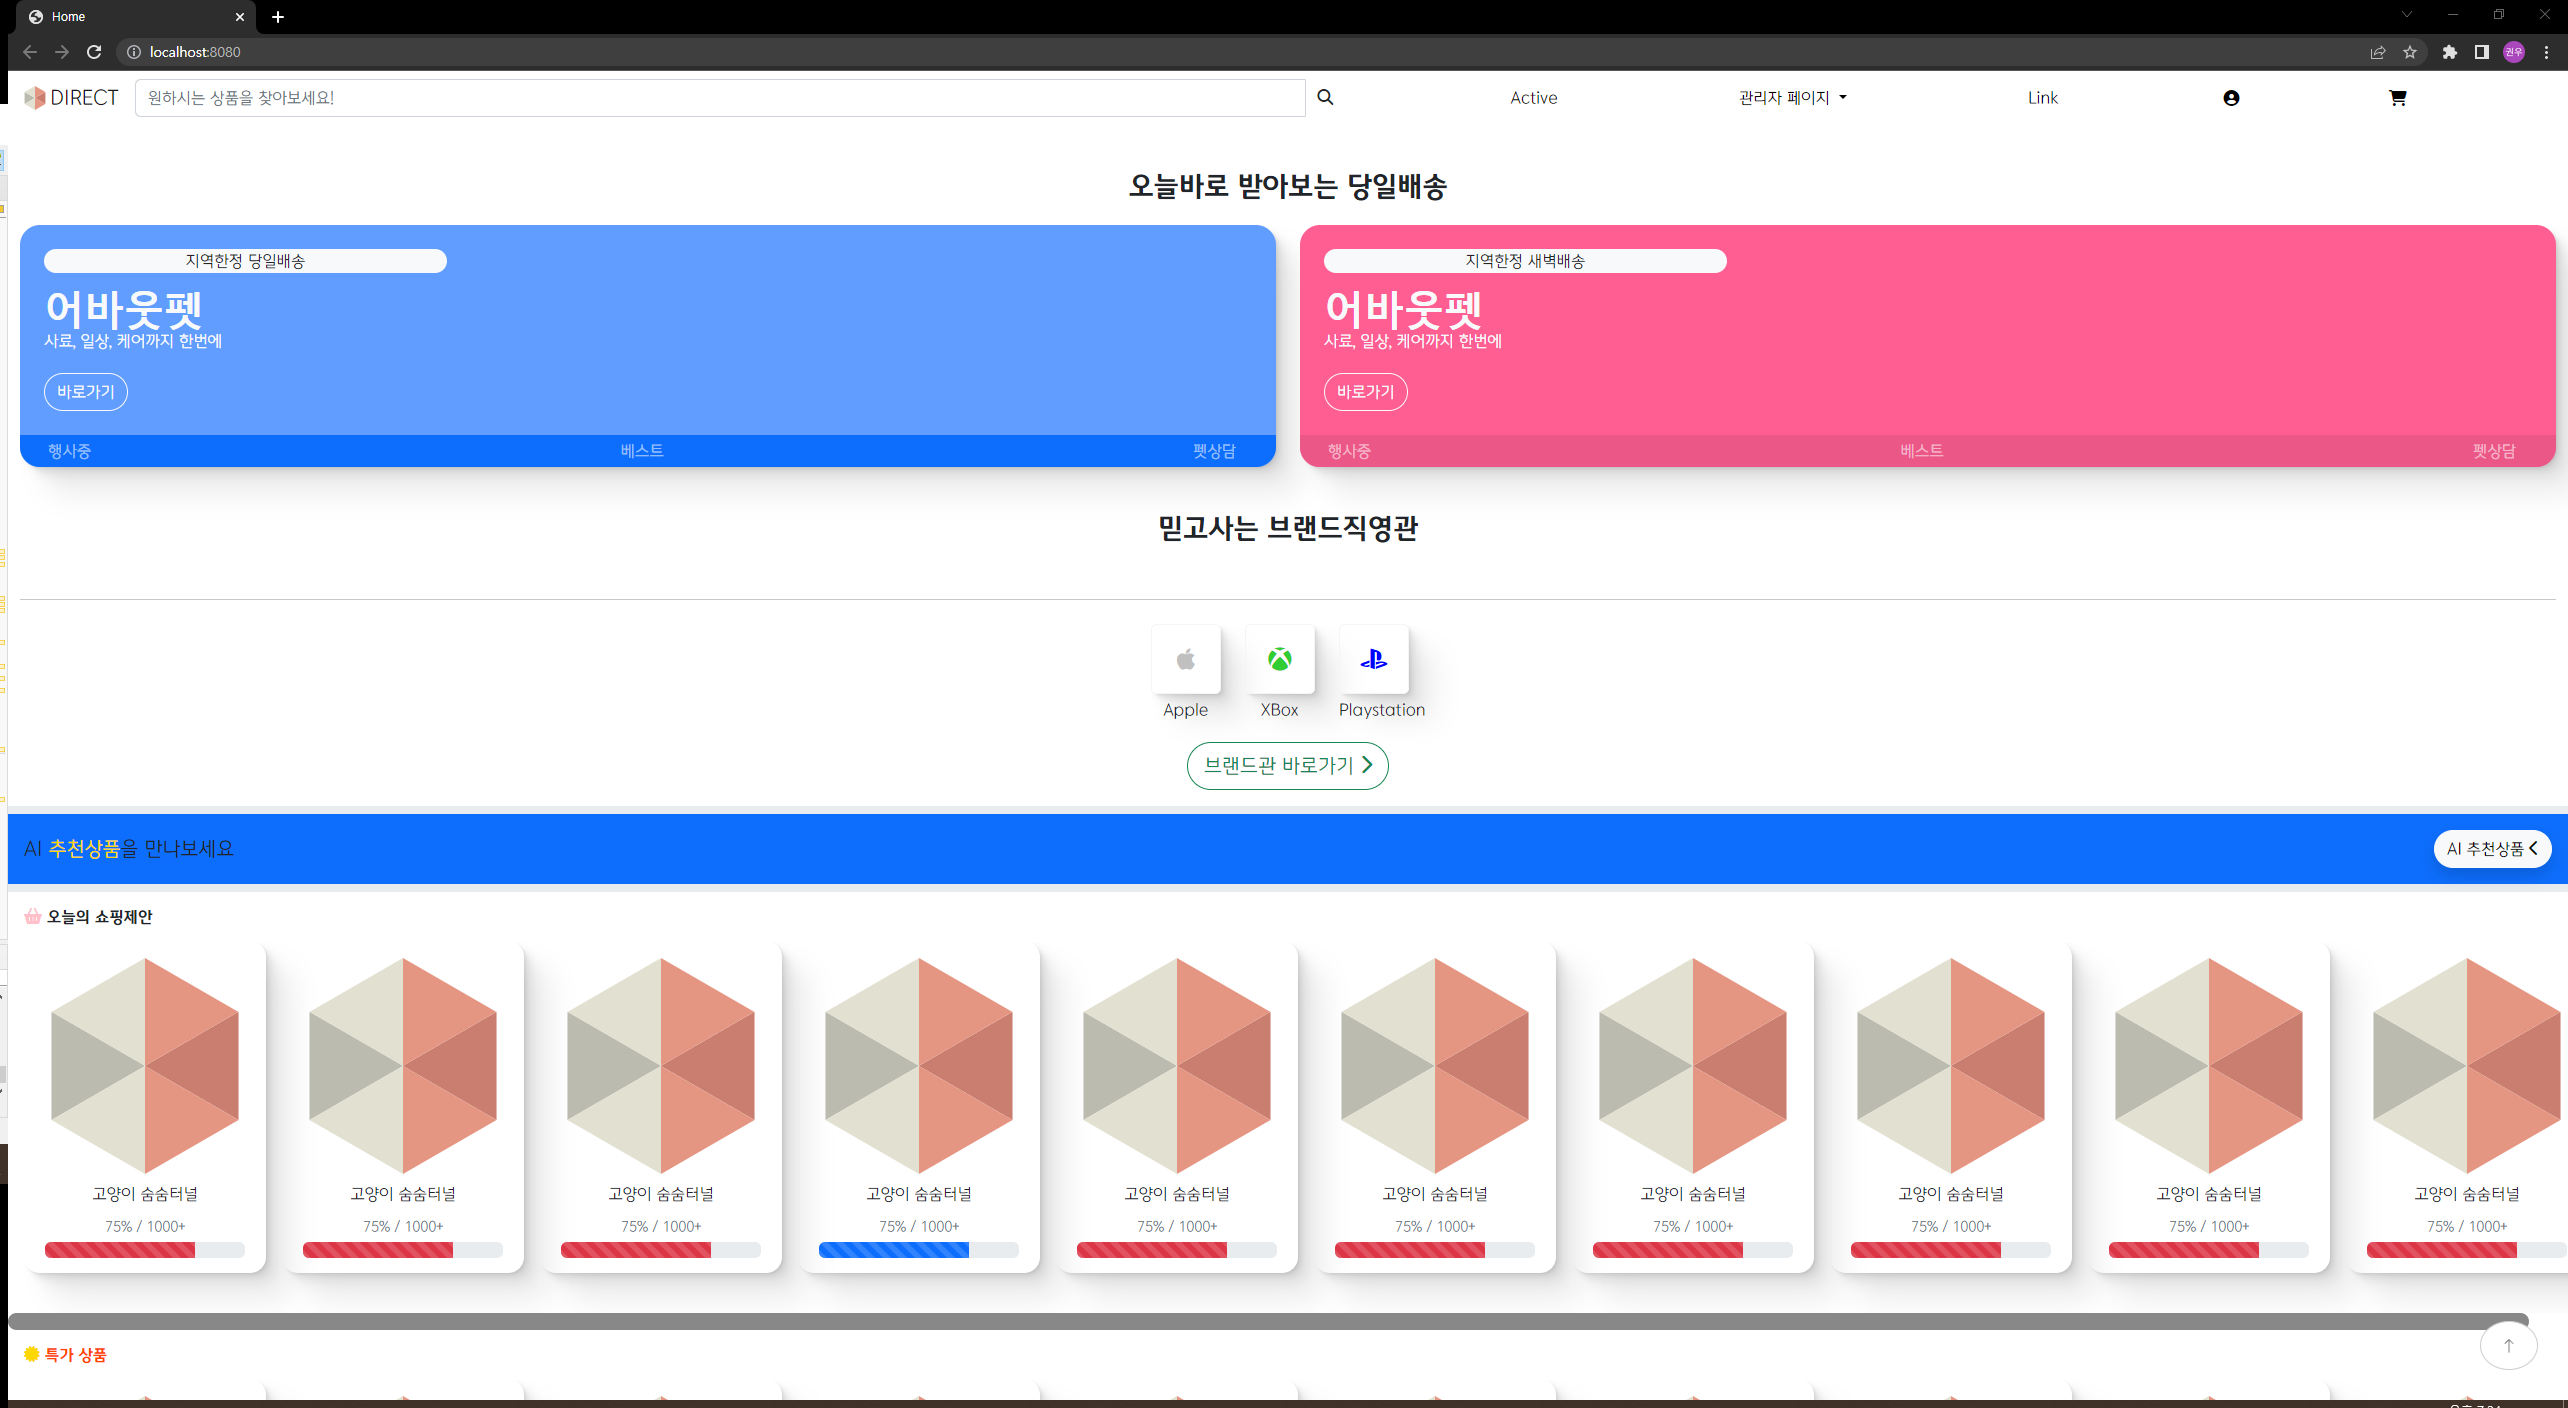 Home
localhost:8080
권우
DIRECT
원하시는 상품을 찾아보세요!
Active
관리자 페이지
Link
오늘바로 받아보는 당일배송
지역한정 당일배송
어바웃펫
사료, 일상, 케어까지 한번에
바로가기
행사중 베스트 펫상담
지역한정 새벽배송
어바웃펫
사료, 일상, 케어까지 한번에
바로가기
행사중 베스트 펫상담
믿고사는 브랜드직영관
Apple XBox Playstation
브랜드관 바로가기
AI 추천상품을 만나보세요
AI 추천상품
오늘의 쇼핑제안
고양이 숨숨터널 고양이 숨숨터널 고양이 숨숨터널 고양이 숨숨터널 고양이 숨숨터널 고양이 숨숨터널 고양이 숨숨터널 고양이 숨숨터널 고양이 숨숨터널 고양이 숨숨터널
75% / 1000+ 75% / 1000+ 75% / 1000+ 75% / 1000+ 75% / 1000+ 75% / 1000+ 75% / 1000+ 75% / 1000+ 75% / 1000+ 75% / 1000+
특가 상품